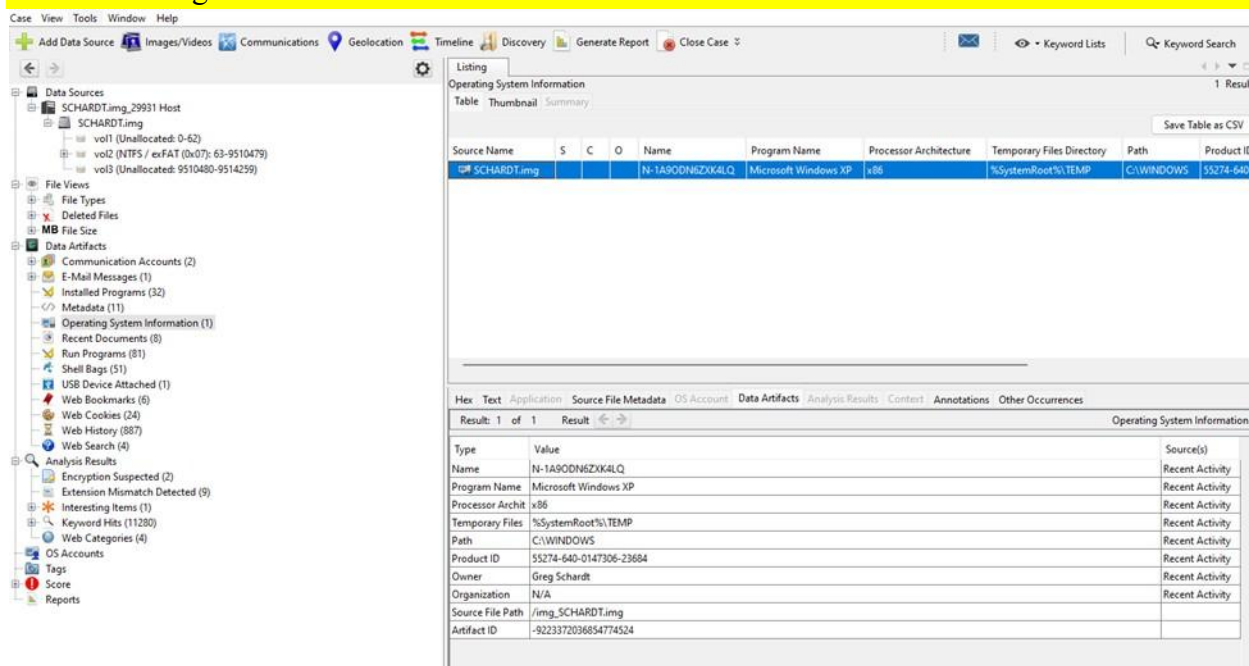 Case View Tools Window Help
Add Data Source Images/Videos Communications Geolocation Timeline Discovery Generate Report Close Case Keyword Lists Keyword Search
Data Sources
SCHARDT.img_29931 Host
SCHARDT.img
vol1 (Unallocated: 0-62)
vol2 (NTFS / exFAT (0x07): 63-9510479)
vol3 (Unallocated: 9510480-9514259)
File Views
File Types
Deleted Files
MB File Size
Data Artifacts
Communication Accounts (2)
E-Mail Messages (1)
Installed Programs (32)
Metadata (11)
Operating System Information (1)
Recent Documents (8)
Run Programs (81)
Shell Bags (51)
USB Device Attached (1)
Web Bookmarks (6)
Web Cookies (24)
Web History (887)
Web Search (4)
Analysis Results
Encryption Suspected (2)
Extension Mismatch Detected (9)
Interesting Items (1)
Keyword Hits (11280)
Web Categories (4)
OS Accounts
Tags
Score
Reports
Listing
Operating System Information 1 Resul
Table Thumbnail Summary
Save Table as CSV
Source Name S C O Name Program Name Processor Architecture Temporary Files Directory Path Product ID
SCHARDT.img N-1A9ODN6ZXK4LQ Microsoft Windows XP x86 %SystemRoot%\TEMP C:\WINDOWS 55274-640
Hex Text Application Source File Metadata OS Account Data Artifacts Analysis Results Context Annotations Other Occurrences
Result: 1 of 1 Result Operating System Information
Type Value Source(s)
Name N-1A9ODN6ZXK4LQ Recent Activity
Program Name Microsoft Windows XP Recent Activity
Processor Archit x86 Recent Activity
Temporary Files %SystemRoot%\TEMP Recent Activity
Path C:\WINDOWS Recent Activity
Product ID 55274-640-0147306-23684 Recent Activity
Owner Greg Schardt Recent Activity
Organization N/A Recent Activity
Source File Path /img_SCHARDT.img
Artifact ID -9223372036854774524